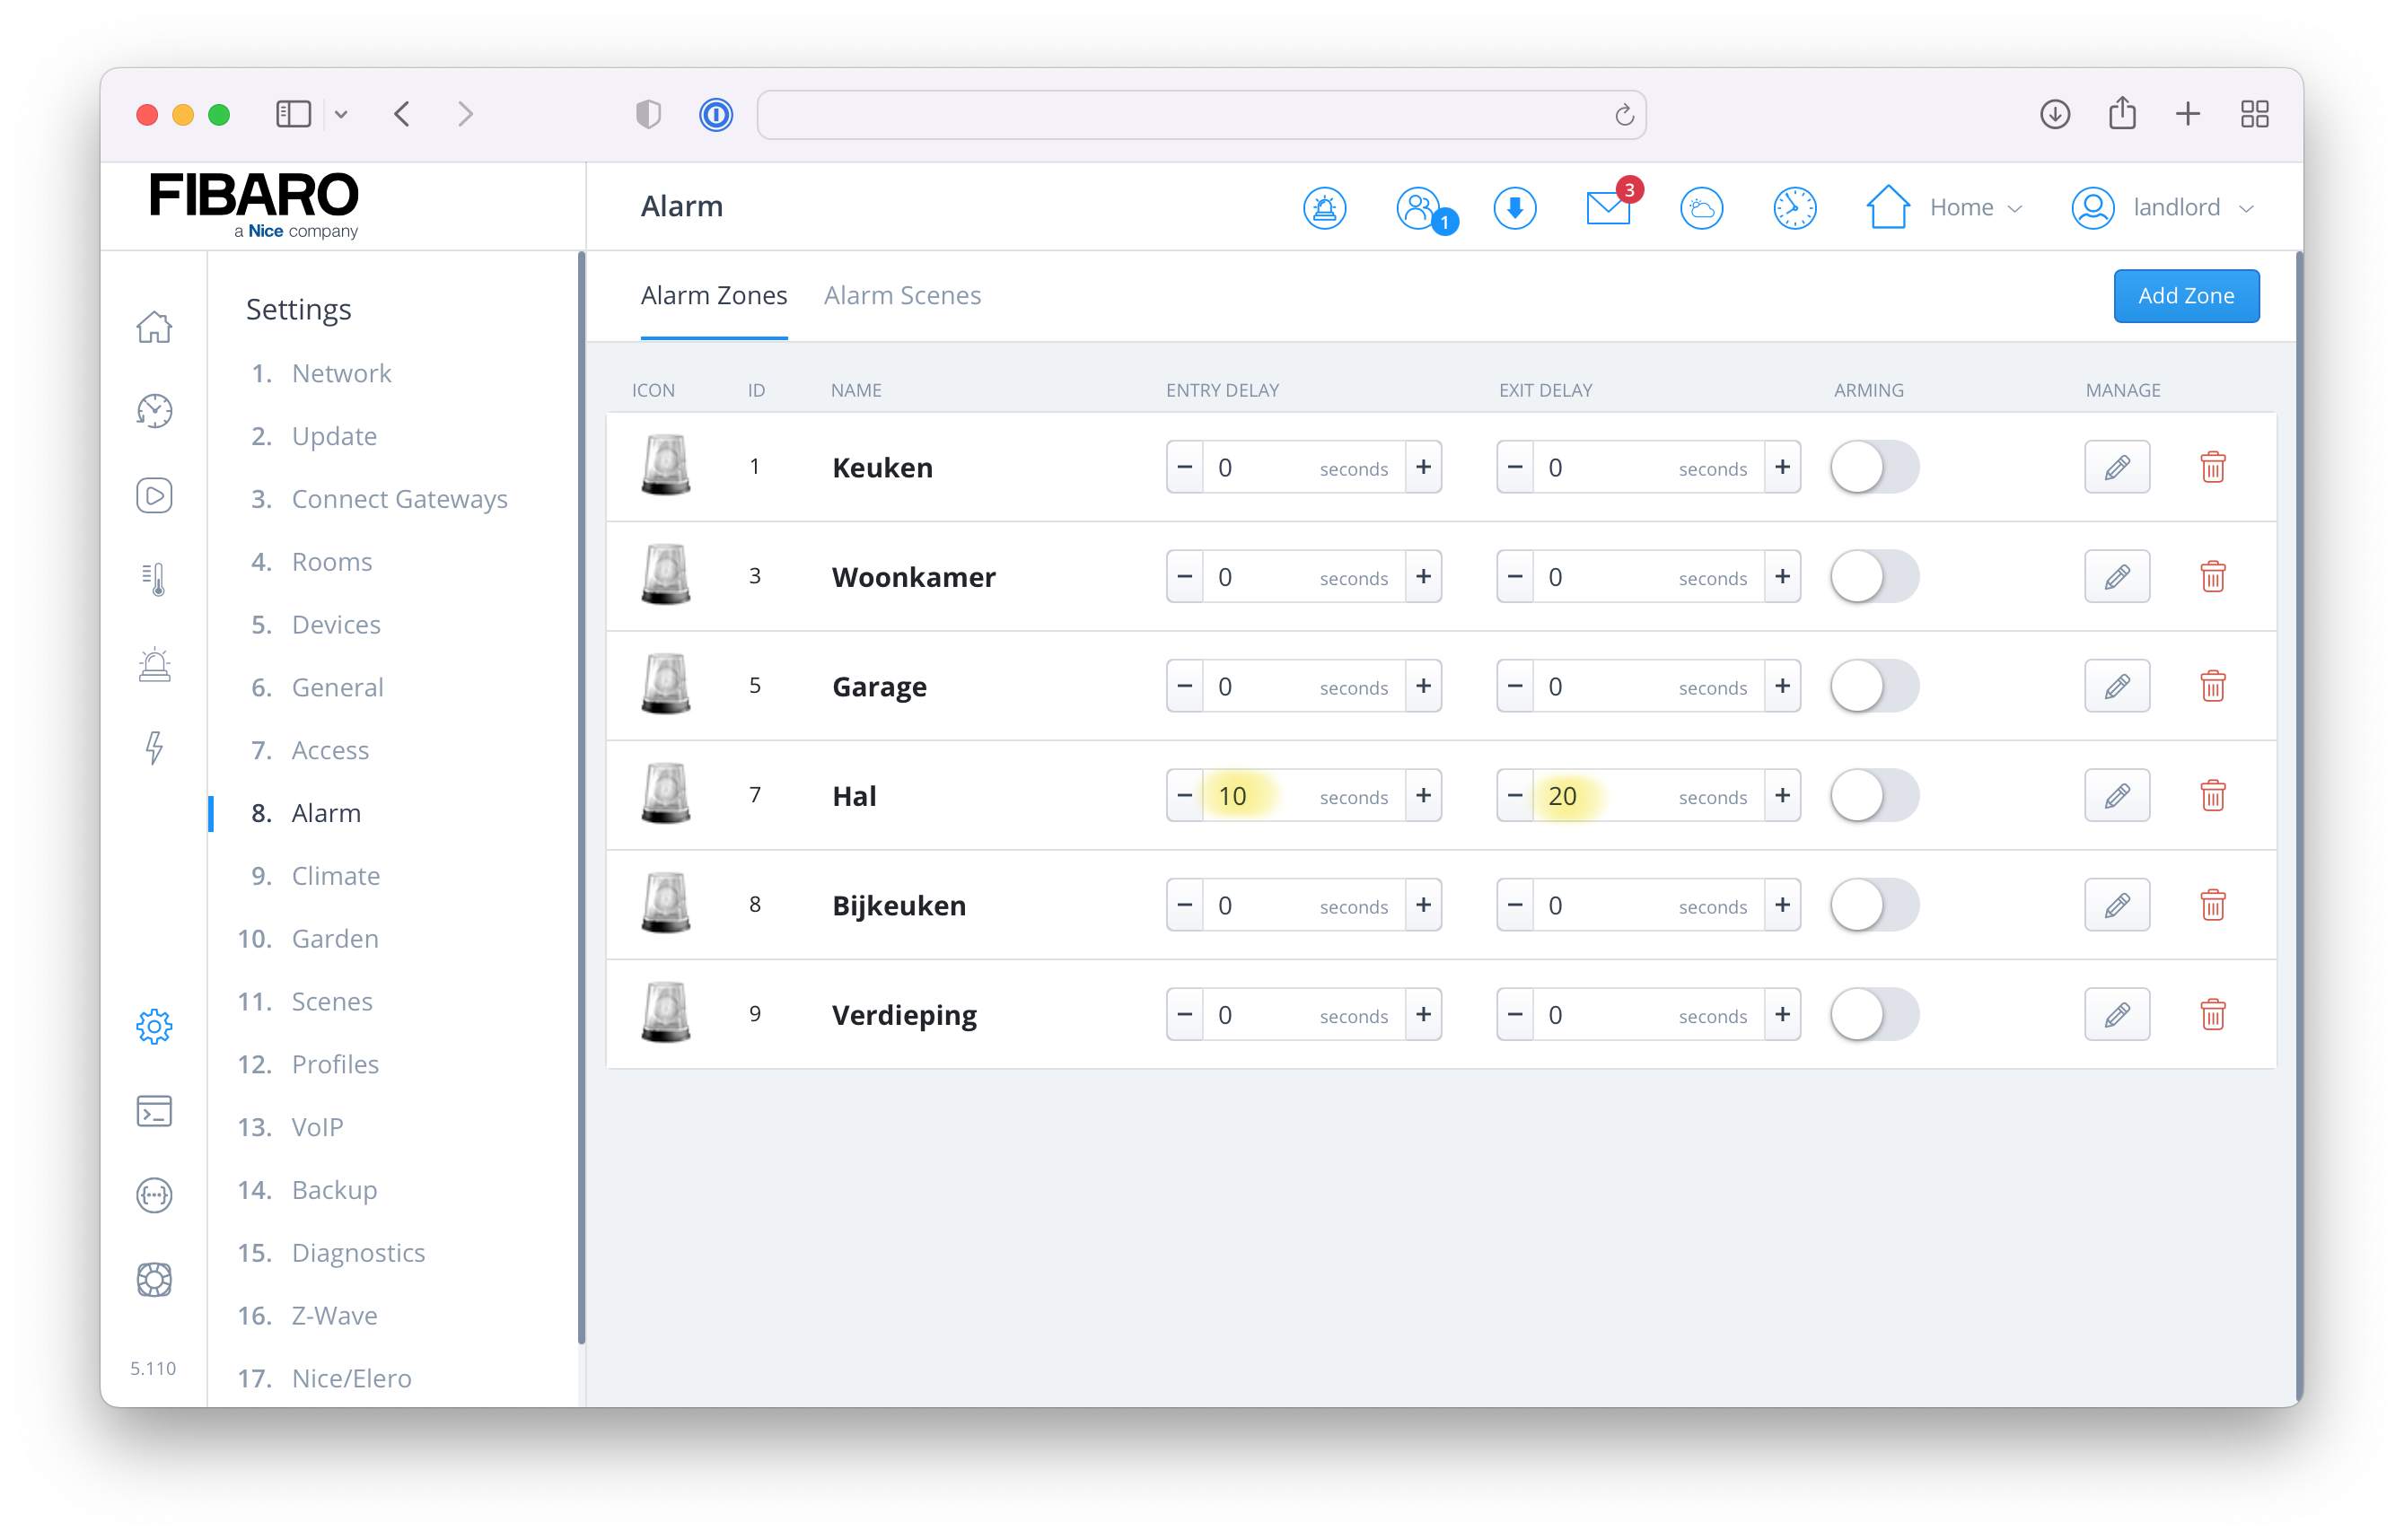 FIBARO
a Nice company
Alarm
1
3
Home
landlord
Settings
1. Network
2. Update
3. Connect Gateways
4. Rooms
5. Devices
6. General
7. Access
8. Alarm
9. Climate
10. Garden
11. Scenes
12. Profiles
13. VoIP
14. Backup
15. Diagnostics
16. Z-Wave
17. Nice/Elero
5.110
Alarm Zones Alarm Scenes Add Zone
ICON ID NAME ENTRY DELAY EXIT DELAY ARMING MANAGE
1 Keuken − 0 seconds + − 0 seconds +
3 Woonkamer − 0 seconds + − 0 seconds +
5 Garage − 0 seconds + − 0 seconds +
7 Hal − 10 seconds + − 20 seconds +
8 Bijkeuken − 0 seconds + − 0 seconds +
9 Verdieping − 0 seconds + − 0 seconds +